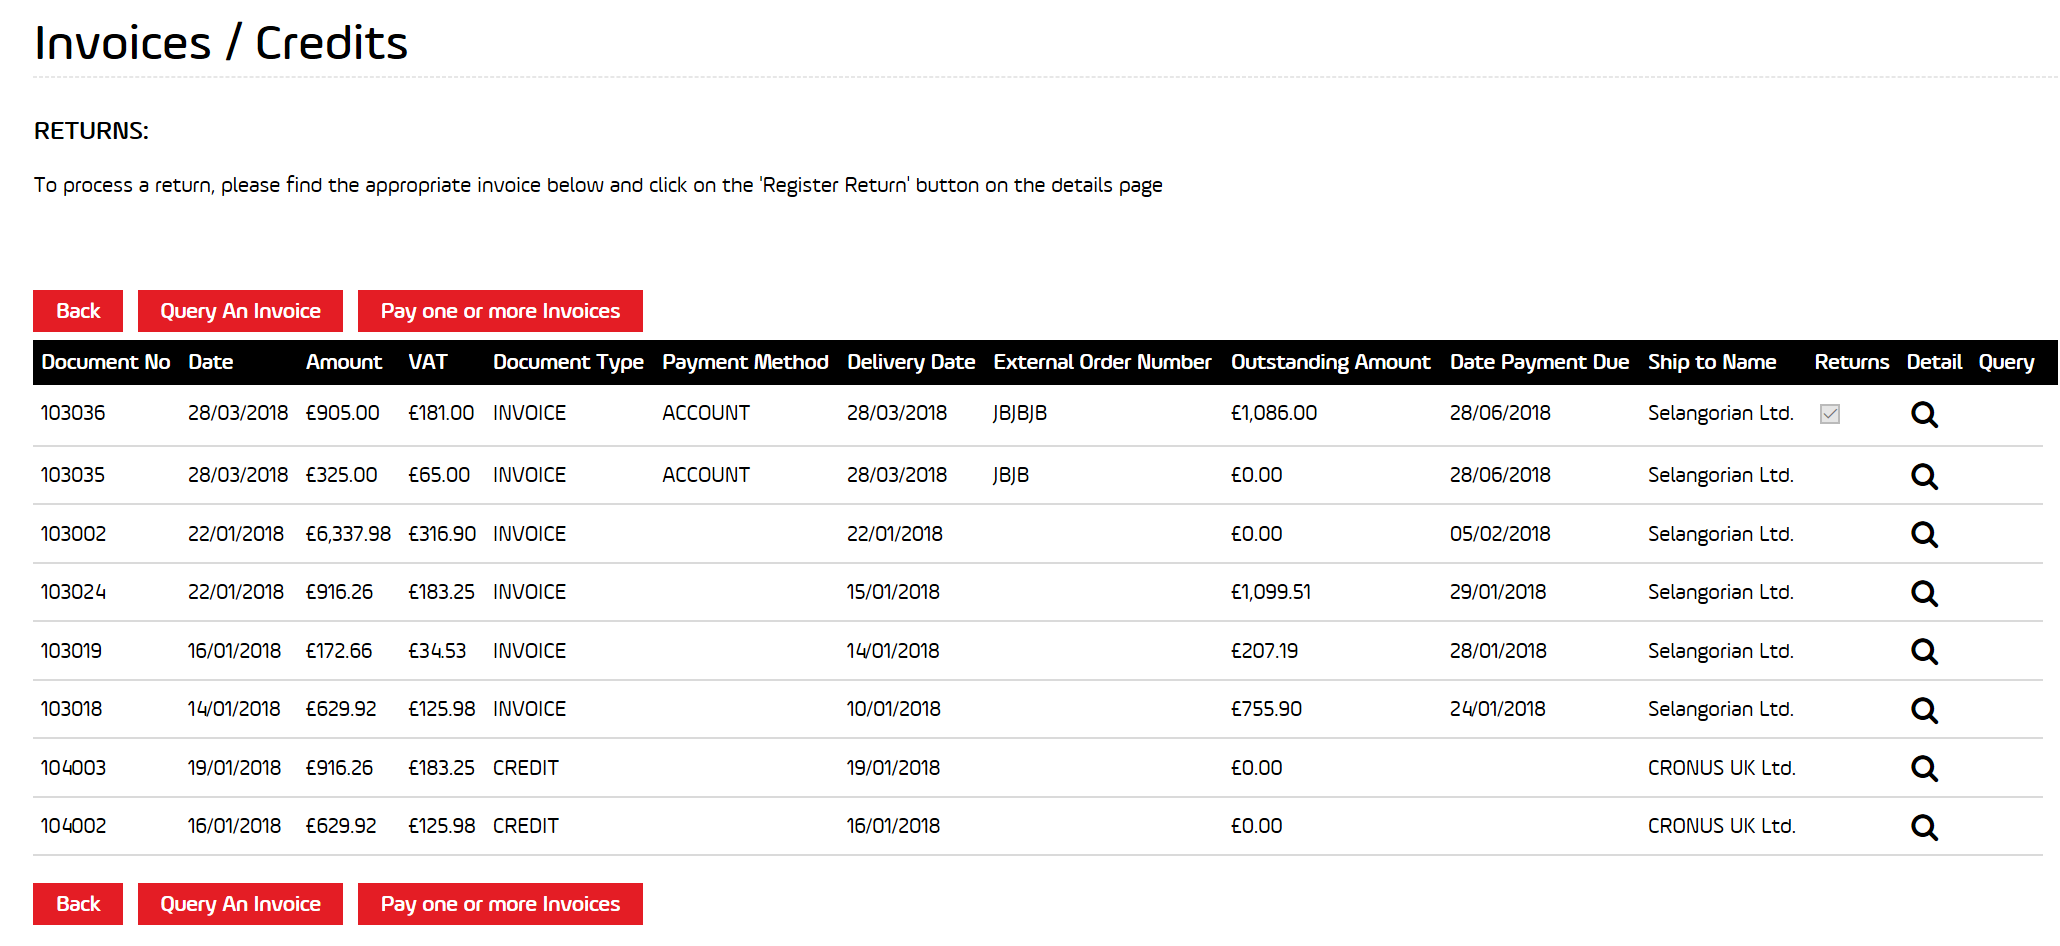 Invoices / Credits
RETURNS:
To process a return, please find the appropriate invoice below and click on the 'Register Return' button on the details page
Back Query An Invoice Pay one or more Invoices
Document No Date Amount VAT Document Type Payment Method Delivery Date External Order Number Outstanding Amount Date Payment Due Ship to Name Returns Detail Query
103036 28/03/2018 £905.00 £181.00 INVOICE ACCOUNT 28/03/2018 JBJBJB £1,086.00 28/06/2018 Selangorian Ltd.
103035 28/03/2018 £325.00 £65.00 INVOICE ACCOUNT 28/03/2018 JBJB £0.00 28/06/2018 Selangorian Ltd.
103002 22/01/2018 £6,337.98 £316.90 INVOICE 22/01/2018 £0.00 05/02/2018 Selangorian Ltd.
103024 22/01/2018 £916.26 £183.25 INVOICE 15/01/2018 £1,099.51 29/01/2018 Selangorian Ltd.
103019 16/01/2018 £172.66 £34.53 INVOICE 14/01/2018 £207.19 28/01/2018 Selangorian Ltd.
103018 14/01/2018 £629.92 £125.98 INVOICE 10/01/2018 £755.90 24/01/2018 Selangorian Ltd.
104003 19/01/2018 £916.26 £183.25 CREDIT 19/01/2018 £0.00 CRONUS UK Ltd.
104002 16/01/2018 £629.92 £125.98 CREDIT 16/01/2018 £0.00 CRONUS UK Ltd.
Back Query An Invoice Pay one or more Invoices